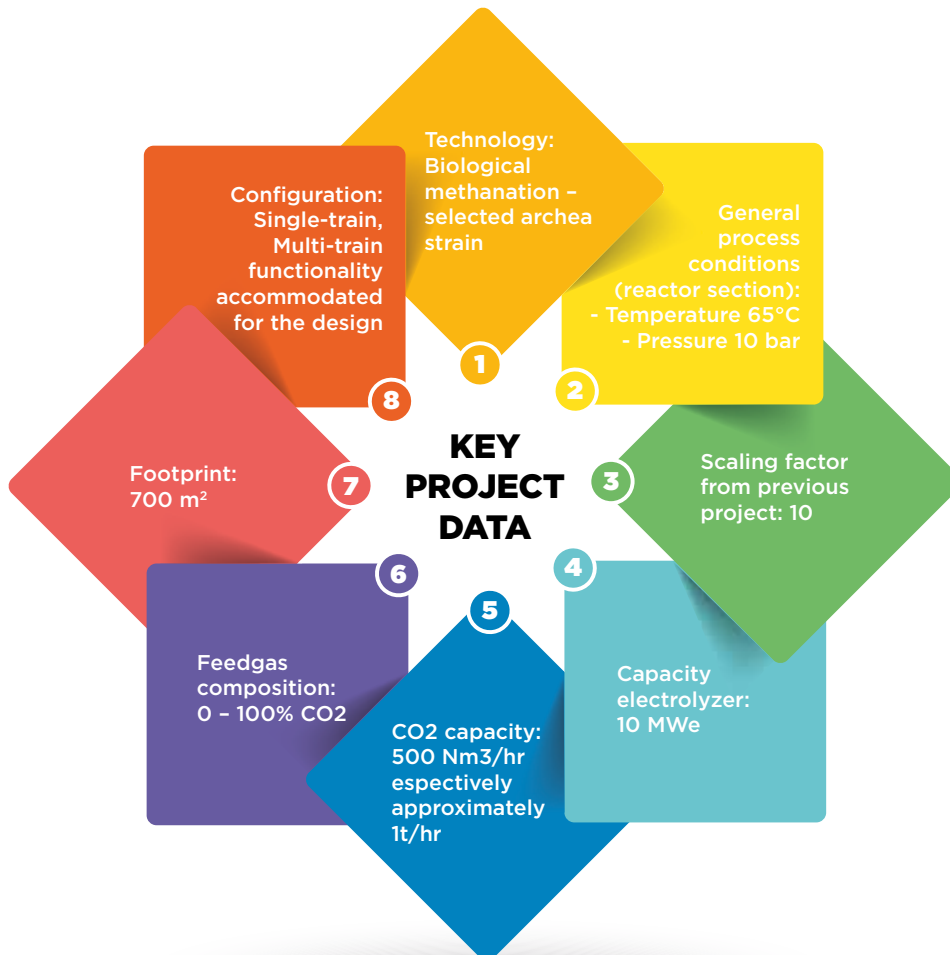 KEY
PROJECT
DATA
1
Technology:
Biological
methanation –
selected archea
strain
2
General
process
conditions
(reactor section):
- Temperature 65°C
- Pressure 10 bar
3
Scaling factor
from previous
project: 10
4
Capacity
electrolyzer:
10 MWe
5
CO2 capacity:
500 Nm3/hr
espectively
approximately
1t/hr
6
Feedgas
composition:
0 – 100% CO2
7
Footprint:
700 m²
8
Configuration:
Single-train,
Multi-train
functionality
accommodated
for the design